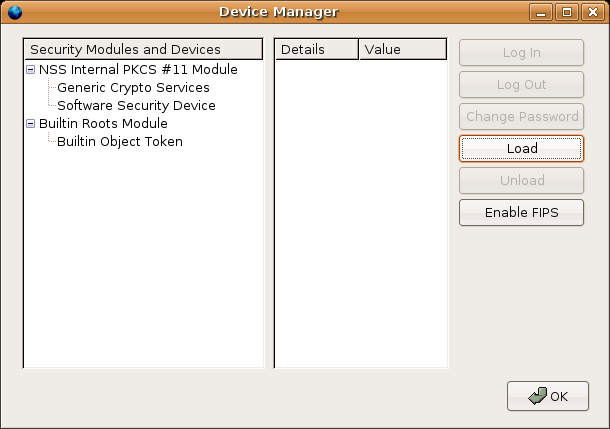 Device Manager
Security Modules and Devices
Details Value
NSS Internal PKCS #11 Module
Generic Crypto Services
Software Security Device
Builtin Roots Module
Builtin Object Token
Log In
Log Out
Change Password
Load
Unload
Enable FIPS
OK